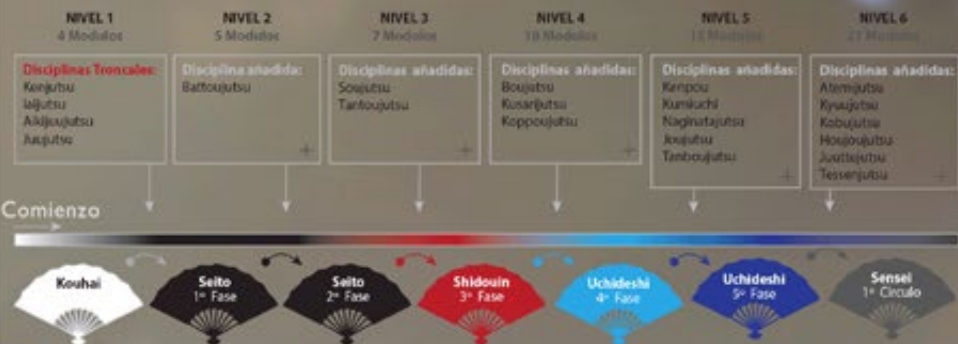 NIVEL 1
4 Modulos
Disciplinas Troncales:
Kenjutsu
Iaijutsu
Aikijuujutsu
Juujutsu
NIVEL 2
5 Modulos
Disciplina añadida:
Battoujutsu
+
NIVEL 3
7 Modulos
Disciplinas añadidas:
Soujutsu
Tantoujutsu
+
NIVEL 4
10 Modulos
Disciplinas añadidas:
Boujutsu
Kusarijutsu
Koppoujutsu
+
NIVEL 5
Modulos
Disciplinas añadidas:
Kenpou
Kumiuchi
Naginatajutsu
Joujutsu
Tanboujutsu
+
NIVEL 6
21 Modulos
Disciplinas añadidas:
Atemijutsu
Kyuujutsu
Kobujutsu
Houjoujutsu
Juuttejutsu
Tessenjutsu
+
Comienzo
Kouhai
Seito
1ª Fase
Seito
2ª Fase
Shidouin
3ª Fase
Uchideshi
4ª Fase
Uchideshi
5ª Fase
Sensei
1º Circulo